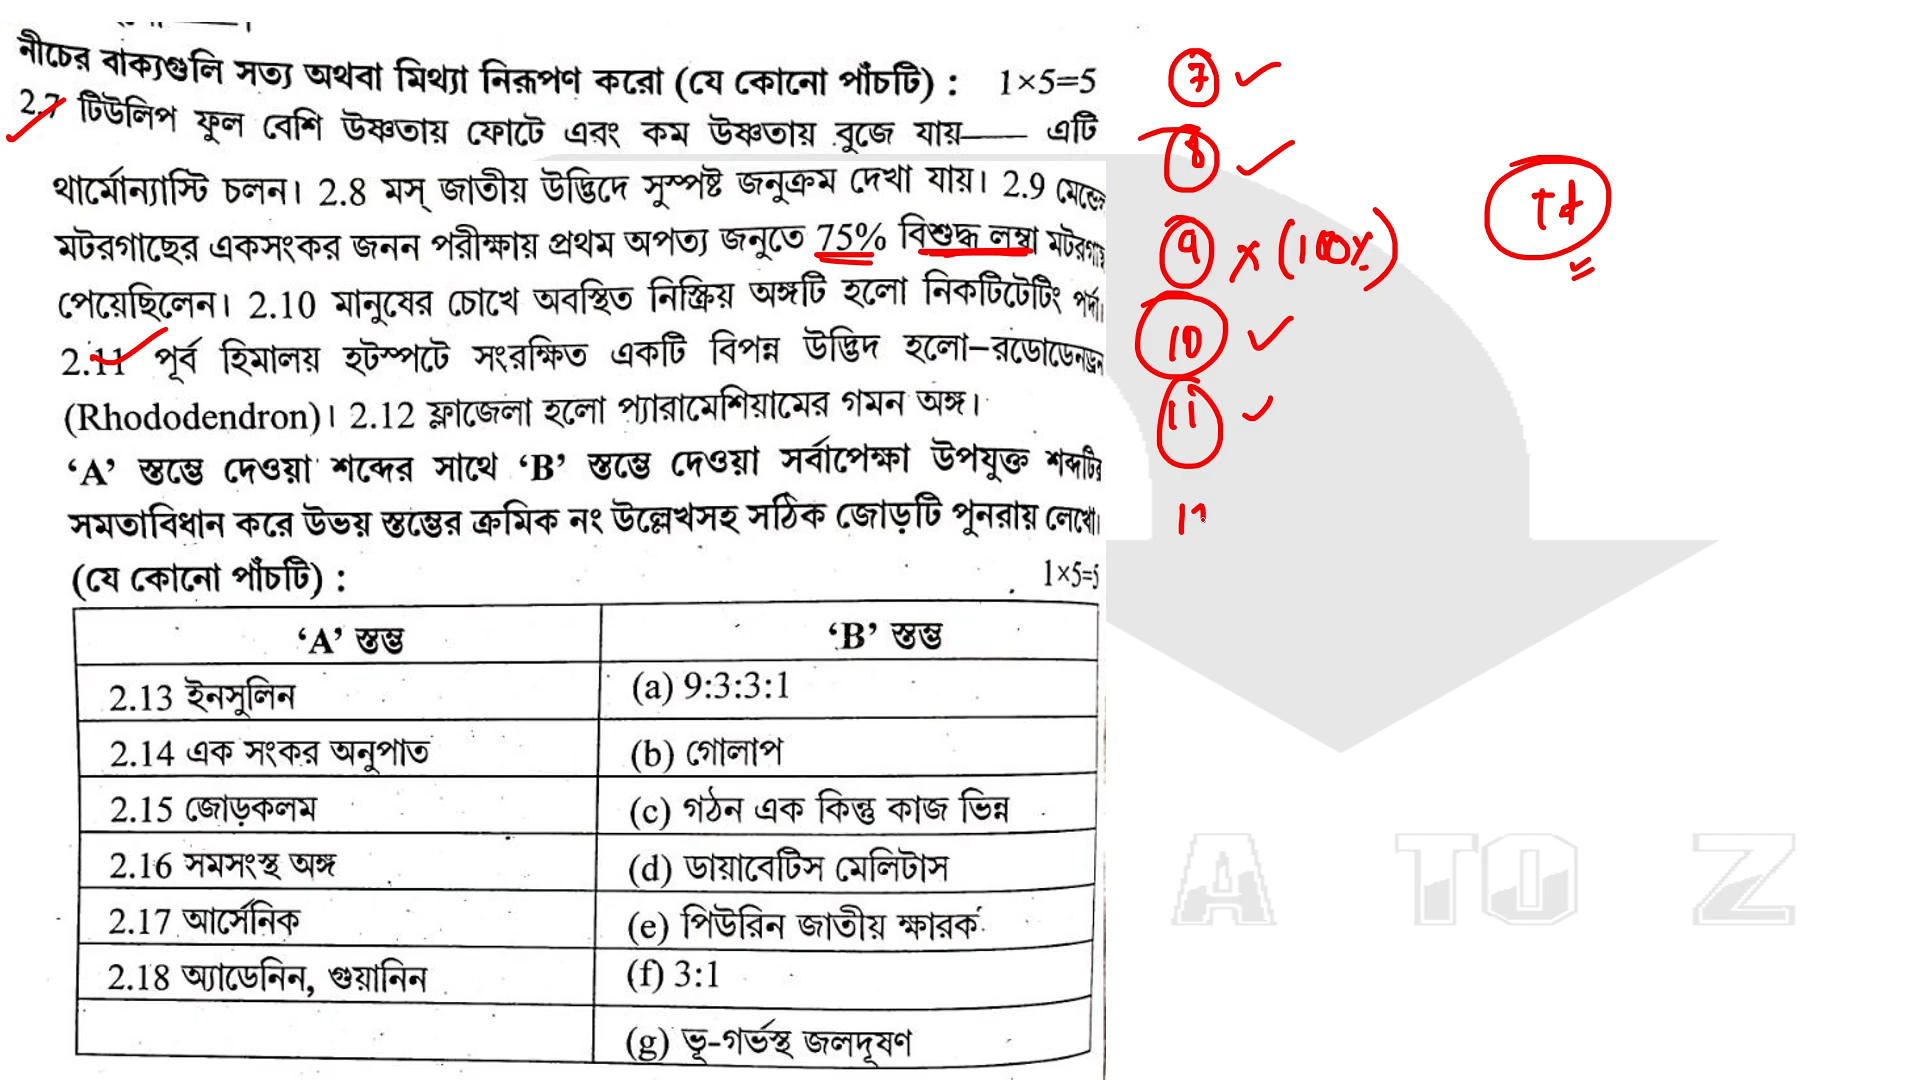 নীচের বাক্যগুলি সত্য অথবা মিথ্যা নিরূপণ করো (যে কোনো পাঁচটি) : 1×5=5
2.7 টিউলিপ ফুল বেশি উষ্ণতায় ফোটে এবং কম উষ্ণতায় বুজে যায়—— এটি
থার্মোন্যাস্টি চলন। 2.8 মস্ জাতীয় উদ্ভিদে সুস্পষ্ট জনুক্রম দেখা যায়। 2.9 মেন্ডেল
মটরগাছের একসংকর জনন পরীক্ষায় প্রথম অপত্য জনুতে 75% বিশুদ্ধ লম্বা মটরগাছ
পেয়েছিলেন। 2.10 মানুষের চোখে অবস্থিত নিস্ক্রিয় অঙ্গটি হলো নিকটিটেটিং পর্দা।
2.11 পূর্ব হিমালয় হটস্পটে সংরক্ষিত একটি বিপন্ন উদ্ভিদ হলো–রডোডেনড্রন
(Rhododendron)। 2.12 ফ্লাজেলা হলো প্যারামেশিয়ামের গমন অঙ্গ।
‘A’ স্তম্ভে দেওয়া শব্দের সাথে ‘B’ স্তম্ভে দেওয়া সর্বাপেক্ষা উপযুক্ত শব্দটির
সমতাবিধান করে উভয় স্তম্ভের ক্রমিক নং উল্লেখসহ সঠিক জোড়টি পুনরায় লেখো।
(যে কোনো পাঁচটি) : 1×5=5
‘A’ স্তম্ভ ‘B’ স্তম্ভ
2.13 ইনসুলিন (a) 9:3:3:1
2.14 এক সংকর অনুপাত (b) গোলাপ
2.15 জোড়কলম (c) গঠন এক কিন্তু কাজ ভিন্ন
2.16 সমসংস্থ অঙ্গ (d) ডায়াবেটিস মেলিটাস
2.17 আর্সেনিক (e) পিউরিন জাতীয় ক্ষারক
2.18 অ্যাডেনিন, গুয়ানিন (f) 3:1
(g) ভূ-গর্ভস্থ জলদূষণ
7
8
9 × (100%)
10
11
A TO Z